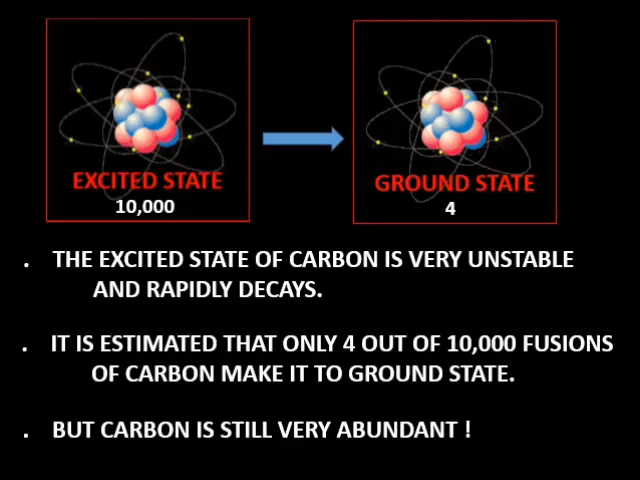 EXCITED STATE
10,000
GROUND STATE
4
. THE EXCITED STATE OF CARBON IS VERY UNSTABLE
AND RAPIDLY DECAYS.
. IT IS ESTIMATED THAT ONLY 4 OUT OF 10,000 FUSIONS
OF CARBON MAKE IT TO GROUND STATE.
. BUT CARBON IS STILL VERY ABUNDANT !